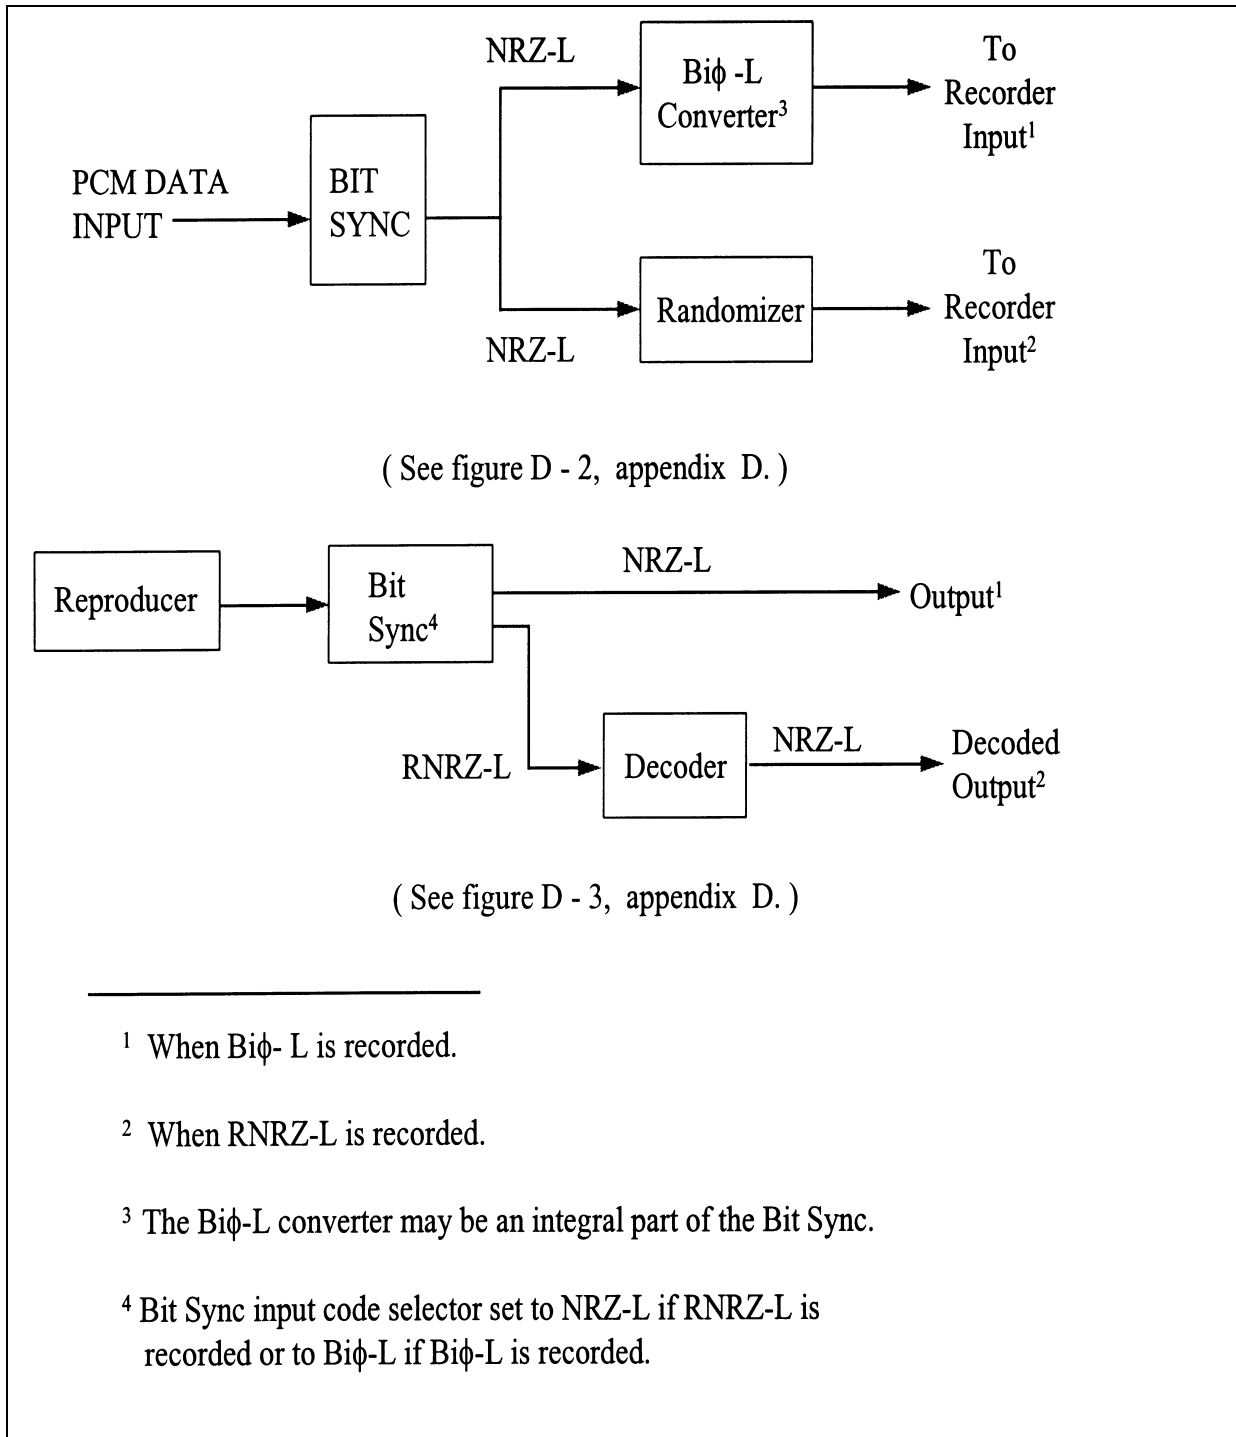 NRZ-L
Biϕ -L
Converter³
To
Recorder
Input¹
PCM DATA
INPUT
BIT
SYNC
NRZ-L
Randomizer
To
Recorder
Input²
( See figure D - 2, appendix D. )
Reproducer
Bit
Sync⁴
NRZ-L
Output¹
RNRZ-L
Decoder
NRZ-L
Decoded
Output²
( See figure D - 3, appendix D. )
¹ When Biϕ- L is recorded.
² When RNRZ-L is recorded.
³ The Biϕ-L converter may be an integral part of the Bit Sync.
⁴ Bit Sync input code selector set to NRZ-L if RNRZ-L is
recorded or to Biϕ-L if Biϕ-L is recorded.